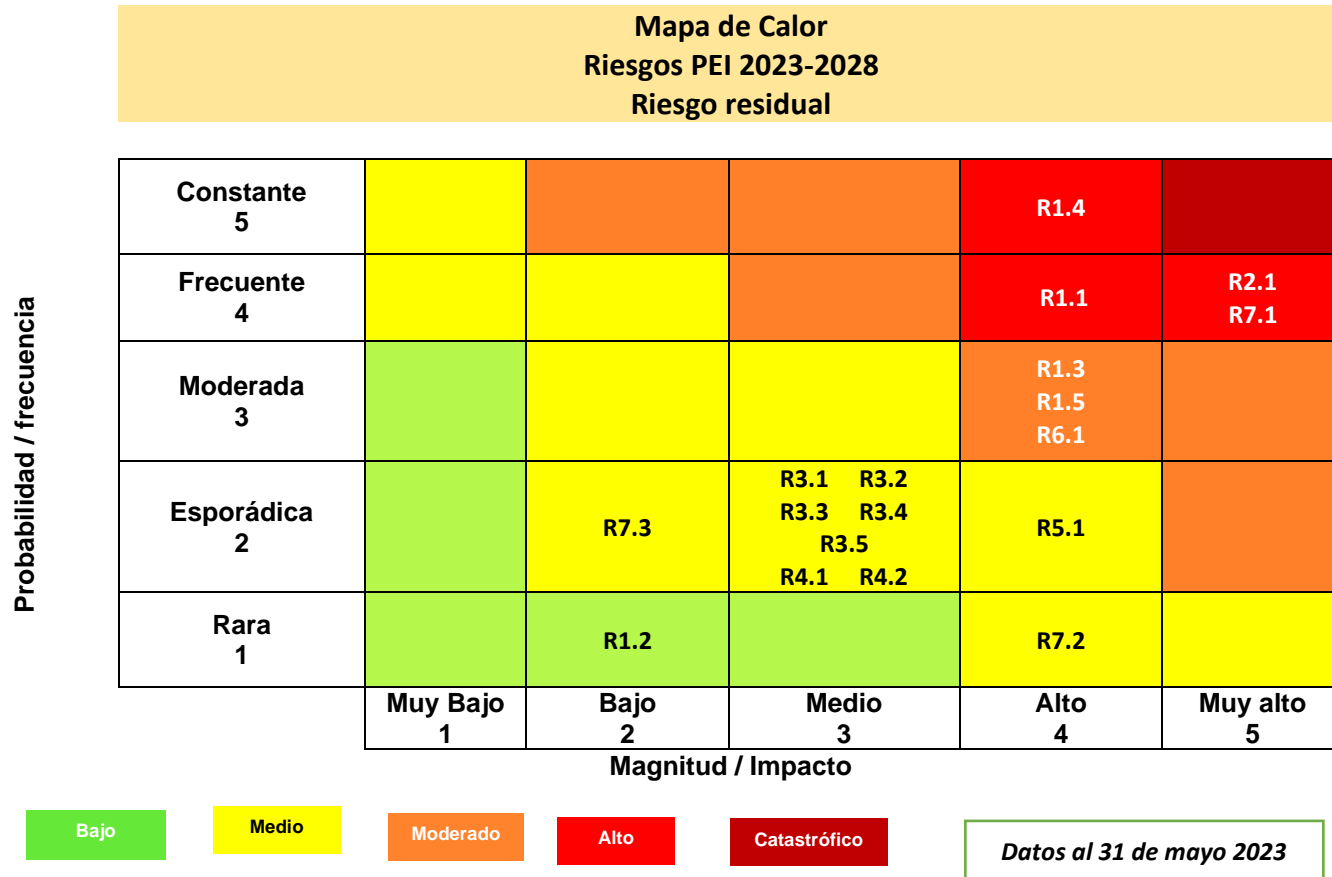 Mapa de Calor
Riesgos PEI 2023-2028
Riesgo residual
Probabilidad / frecuencia
Constante
5
R1.4
Frecuente
4
R1.1
R2.1
R7.1
Moderada
3
R1.3
R1.5
R6.1
Esporádica
2
R7.3
R3.1 R3.2
R3.3 R3.4
R3.5
R4.1 R4.2
R5.1
Rara
1
R1.2
R7.2
Muy Bajo
1
Bajo
2
Medio
3
Alto
4
Muy alto
5
Magnitud / Impacto
Bajo
Medio
Moderado
Alto
Catastrófico
Datos al 31 de mayo 2023